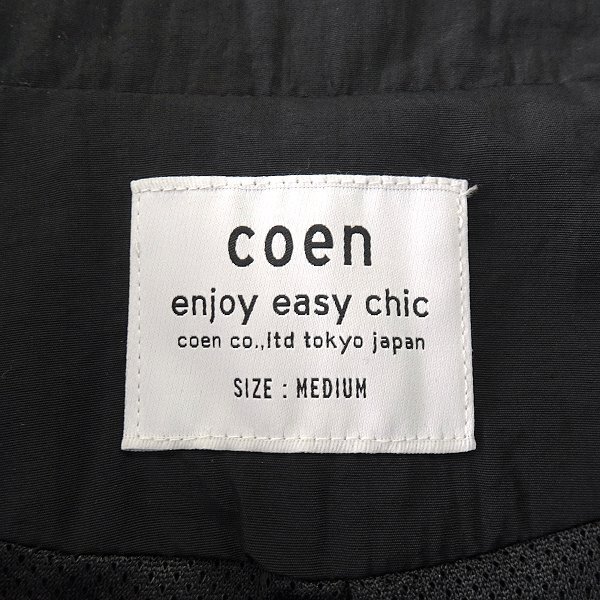 coen
enjoy easy chic
coen co.,ltd tokyo japan
SIZE : MEDIUM